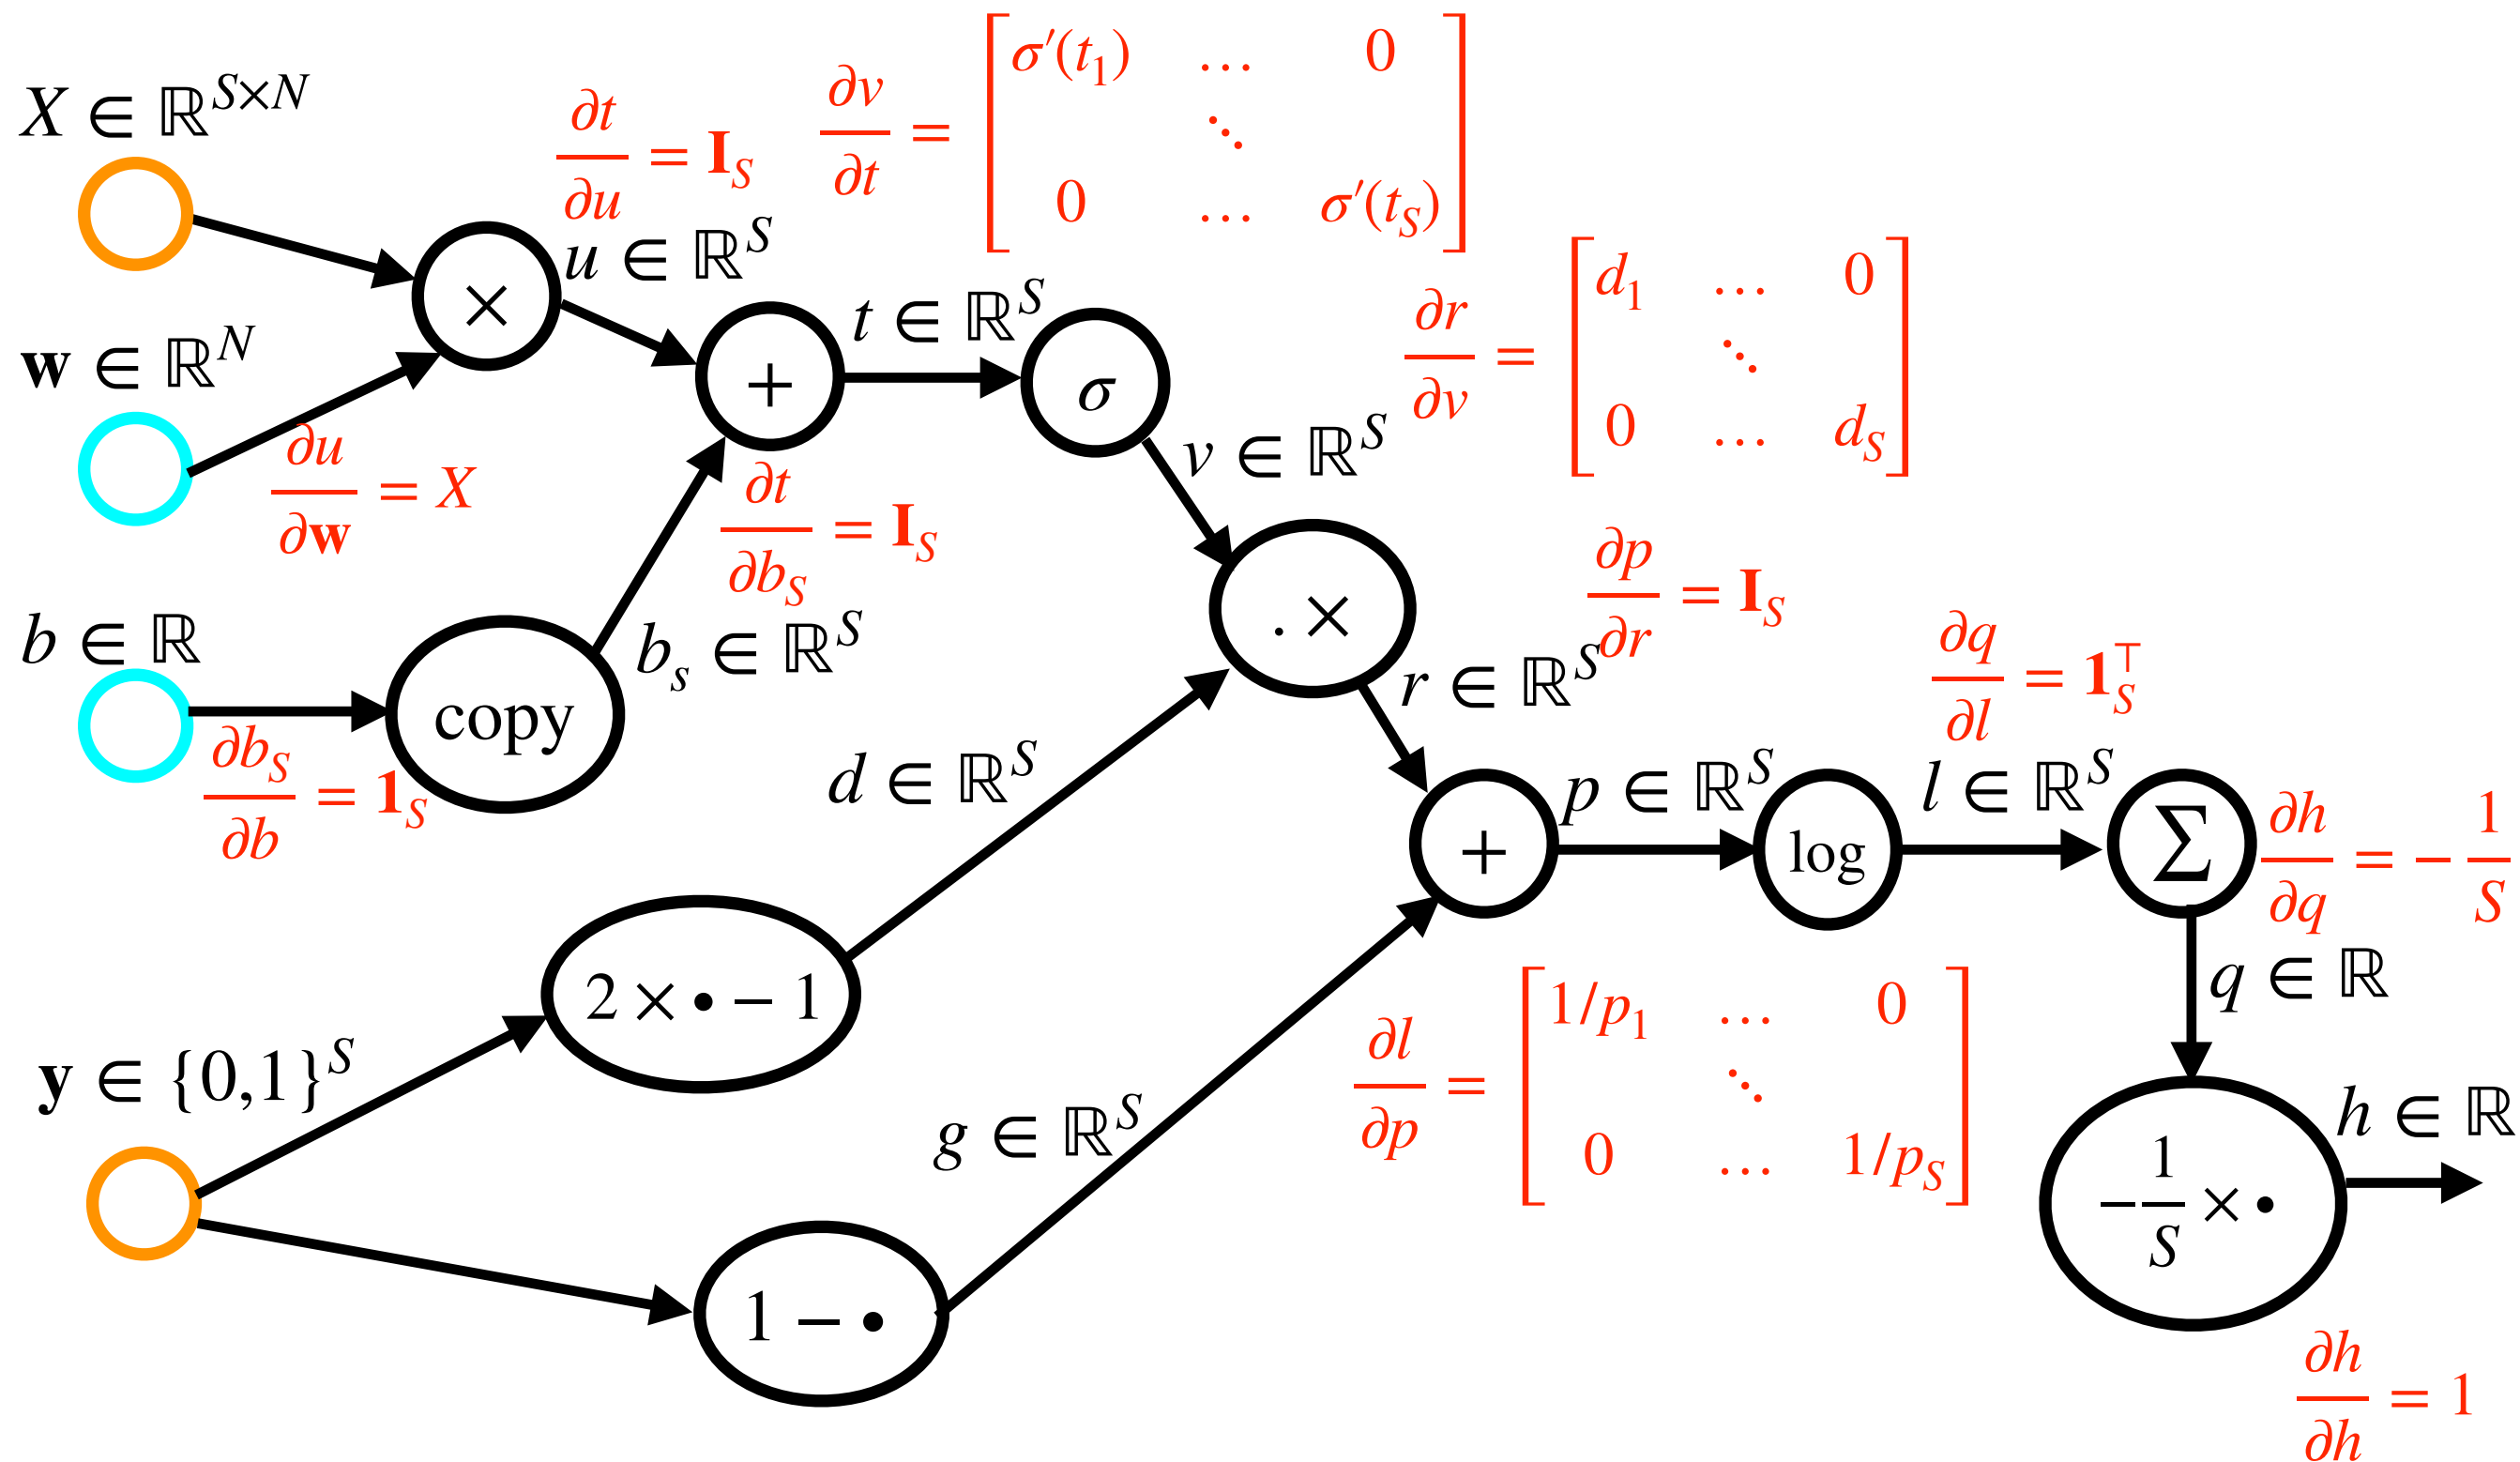 X ∈ ℝ^{S×N}
∂t/∂u = I_S
∂v/∂t = [σ′(t_1) … 0 ⋱ 0 … σ′(t_S)]
×
u ∈ ℝ^S
w ∈ ℝ^N
∂u/∂w = X
+
t ∈ ℝ^S
σ
∂r/∂v = [d_1 … 0 ⋱ 0 … d_S]
v ∈ ℝ^S
∂t/∂b_S = I_S
. ×
∂p/∂r = I_S
b ∈ ℝ
copy
b_s ∈ ℝ^S
∂b_S/∂b = 1_S
r ∈ ℝ^S
∂q/∂l = 1_S^⊤
d ∈ ℝ^S
+
p ∈ ℝ^S
log
l ∈ ℝ^S
∑
∂h/∂q = − 1/S
q ∈ ℝ
2 × • − 1
y ∈ {0,1}^S
g ∈ ℝ^S
∂l/∂p = [1/p_1 … 0 ⋱ 0 … 1/p_S]
h ∈ ℝ
−1/S × •
1 − •
∂h/∂h = 1